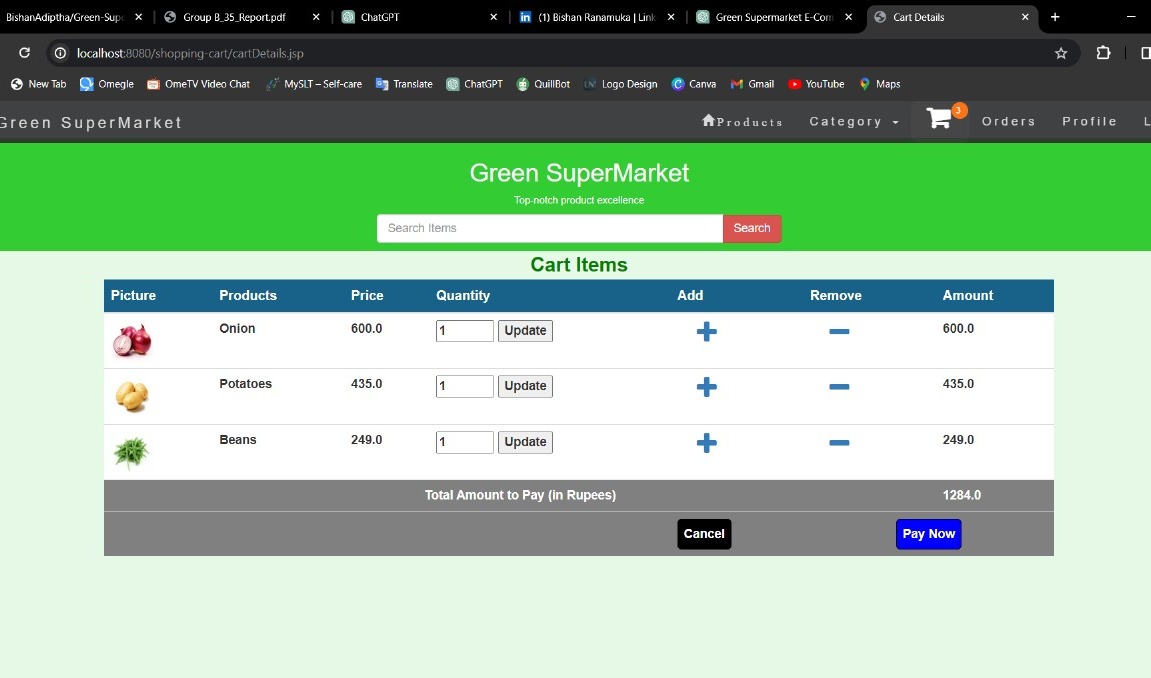 BishanAdiptha/Green-Supe
Group B_35_Report.pdf
ChatGPT
(1) Bishan Ranamuka | Link
Green Supermarket E-Com
Cart Details
localhost:8080/shopping-cart/cartDetails.jsp
New Tab Omegle OmeTV Video Chat MySLT – Self-care Translate ChatGPT QuillBot Logo Design Canva Gmail YouTube Maps
Green SuperMarket Products Category 3 Orders Profile L
Green SuperMarket
Top-notch product excellence
Search Items Search
Cart Items
Picture Products Price Quantity Add Remove Amount
Onion 600.0 1 Update 600.0
Potatoes 435.0 1 Update 435.0
Beans 249.0 1 Update 249.0
Total Amount to Pay (in Rupees) 1284.0
Cancel Pay Now